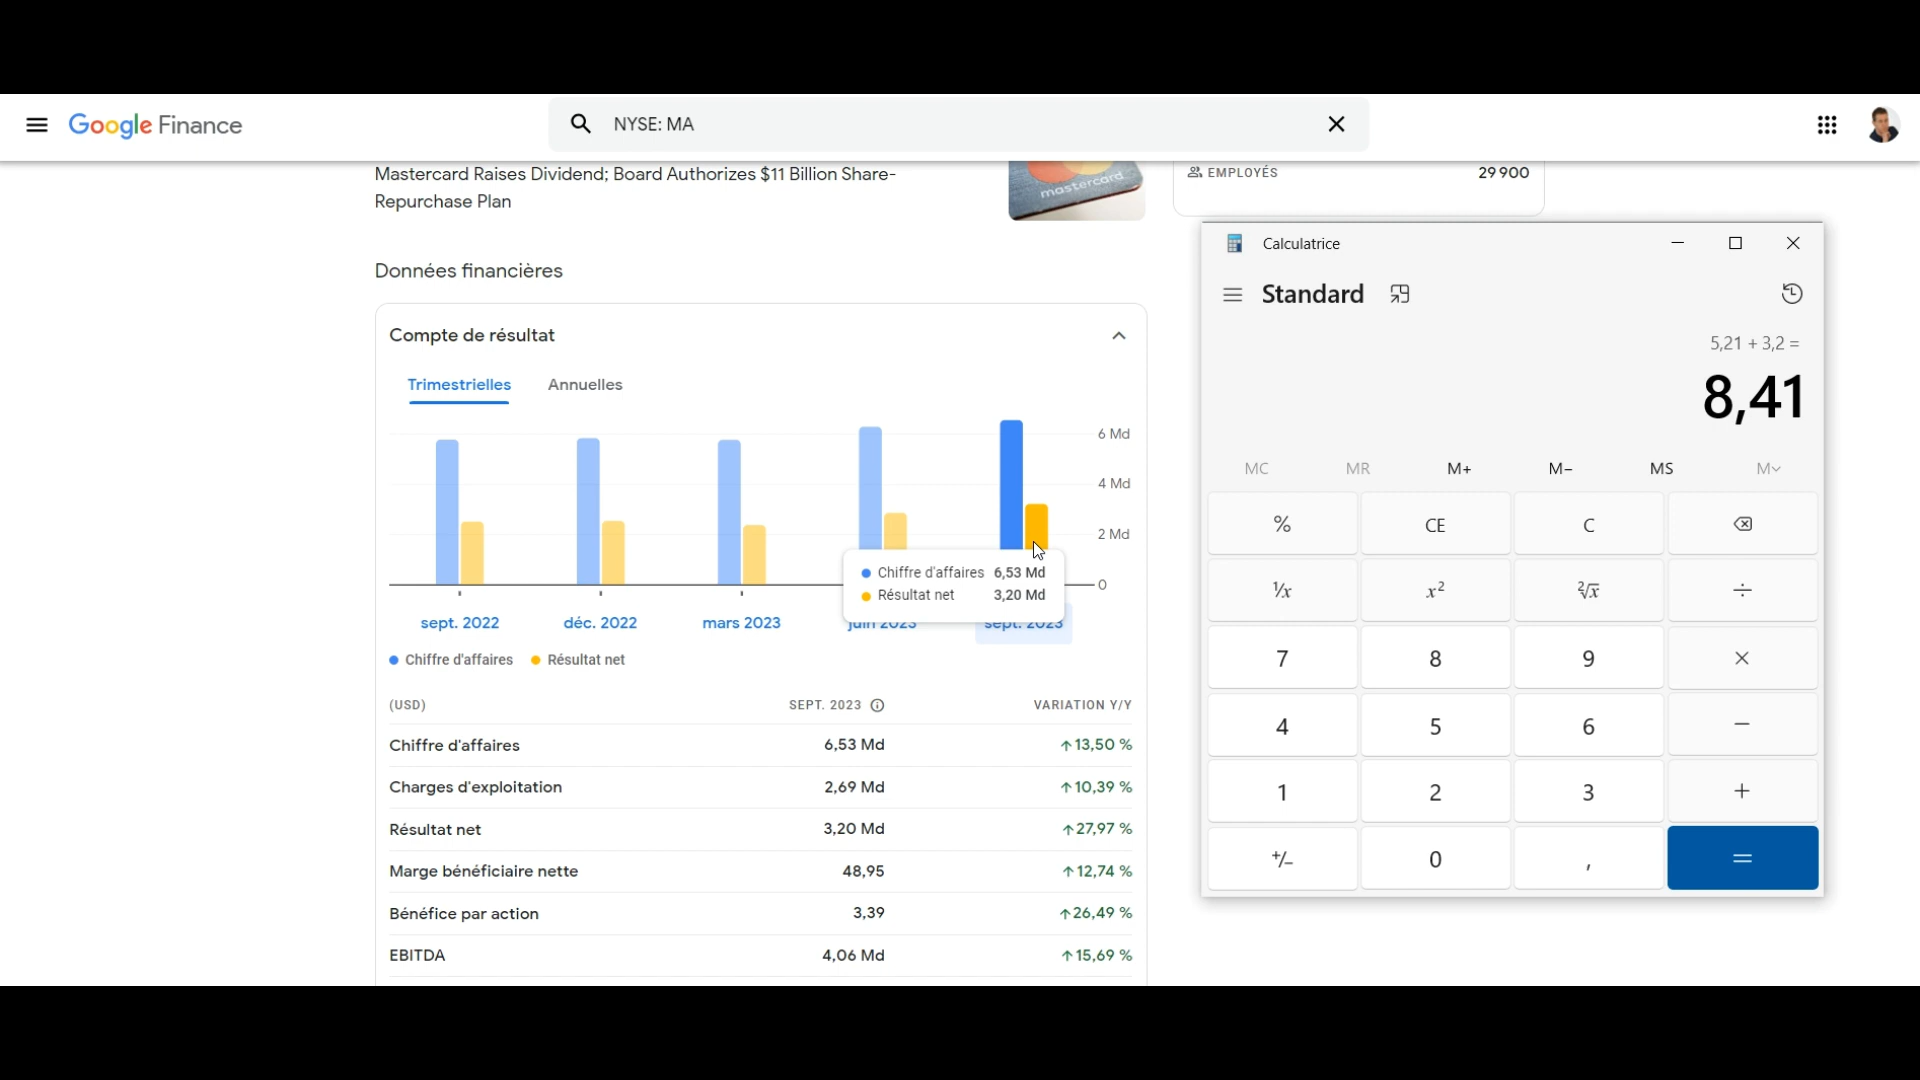 Google Finance
NYSE: MA
Mastercard Raises Dividend; Board Authorizes $11 Billion Share-
Repurchase Plan
mastercard
EMPLOYÉS 29 900
Données financières
Compte de résultat
Trimestrielles Annuelles
6 Md
4 Md
2 Md
0
Chiffre d'affaires 6,53 Md
Résultat net 3,20 Md
sept. 2022 déc. 2022 mars 2023 juin 2023 sept. 2023
Chiffre d'affaires Résultat net
(USD) SEPT. 2023 VARIATION Y/Y
Chiffre d'affaires 6,53 Md ↑13,50 %
Charges d'exploitation 2,69 Md ↑10,39 %
Résultat net 3,20 Md ↑27,97 %
Marge bénéficiaire nette 48,95 ↑12,74 %
Bénéfice par action 3,39 ↑26,49 %
EBITDA 4,06 Md ↑15,69 %
Calculatrice
Standard
5,21 + 3,2 =
8,41
MC MR M+ M− MS M˅
% CE C
¹/x x² ²√x ÷
7 8 9 ×
4 5 6 −
1 2 3 +
+/− 0 , =